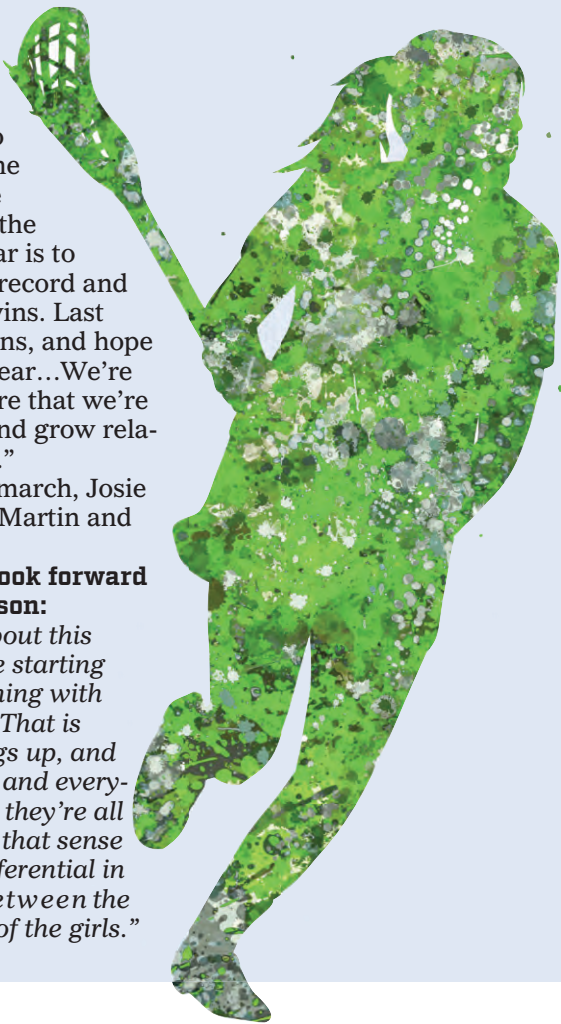 the
ar is to
record and
wins. Last
ns, and hope
ear…We’re
re that we’re
nd grow rela-
.”
march, Josie
Martin and
ook forward
son:
bout this
e starting
ning with
That is
gs up, and
and every-
they’re all
that sense
ferential in
etween the
of the girls.”